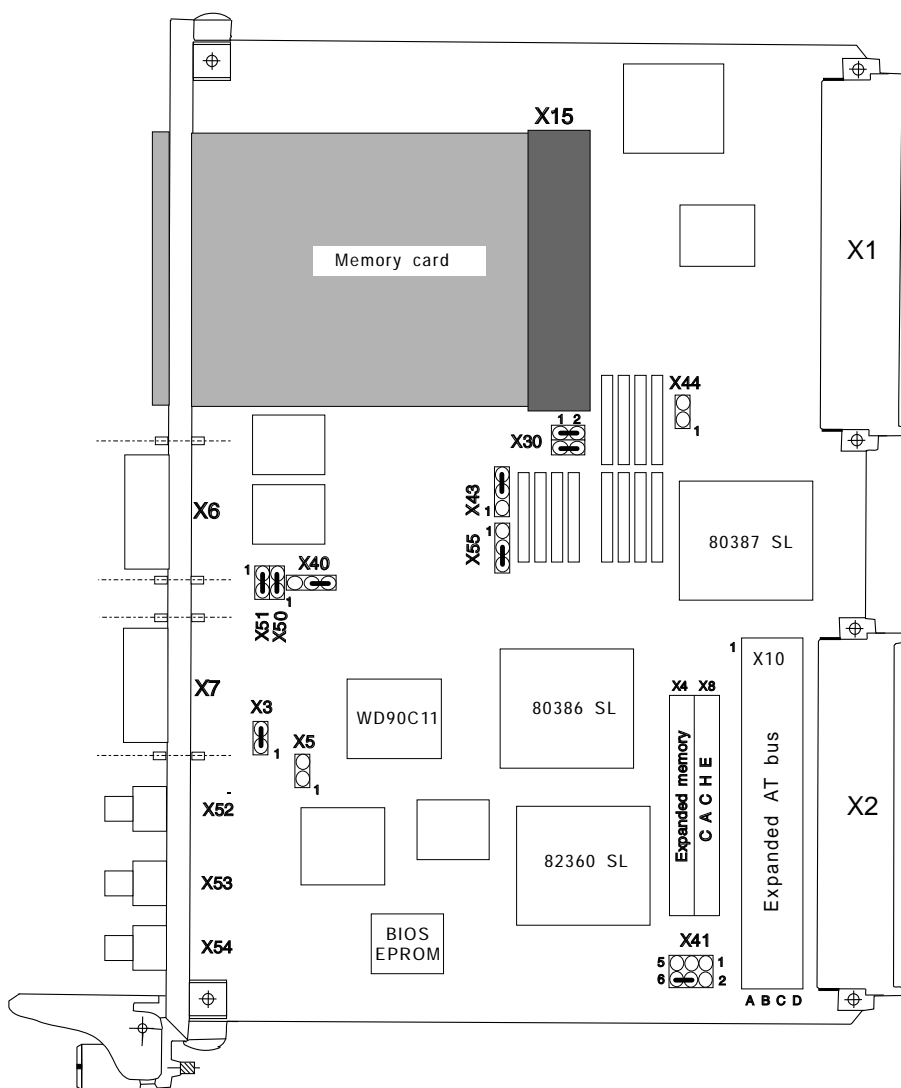 X15
Memory card
X1
X44
1
1 2
X30
X43
1
X6
1
X55
80387 SL
X40
1
1
X51
X50
1
X10
X4 X8
X7
80386 SL
WD90C11
X3
1
X5
1
Expanded memory
C A C H E
Expanded AT bus
X52
X2
82360 SL
X53
BIOS
EPROM
X54
X41
5 1
6 2
A B C D